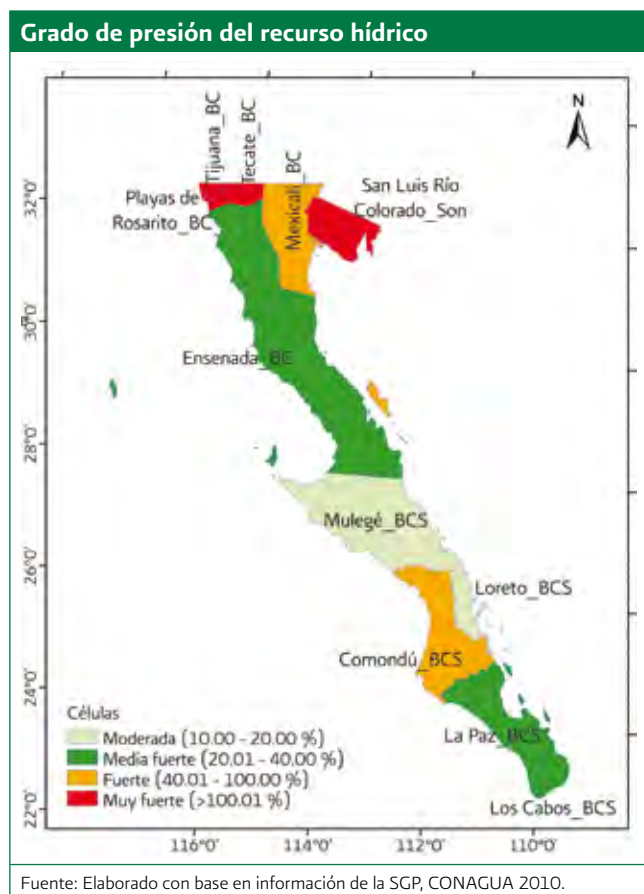 Grado de presión del recurso hídrico
N
Tijuana_BC
Tecate_BC
Mexicali_BC
Playas de
Rosarito_BC
San Luis Río
Colorado_Son
Ensenada_BC
Mulegé_BCS
Loreto_BCS
Comondú_BCS
La Paz_BCS
Los Cabos_BCS
32°0'
30°0'
28°0'
26°0'
24°0'
22°0'
Células
Moderada (10.00 - 20.00 %)
Media fuerte (20.01 - 40.00 %)
Fuerte (40.01 - 100.00 %)
Muy fuerte (>100.01 %)
116°0'
114°0'
112°0'
110°0'
Fuente: Elaborado con base en información de la SGP, CONAGUA 2010.